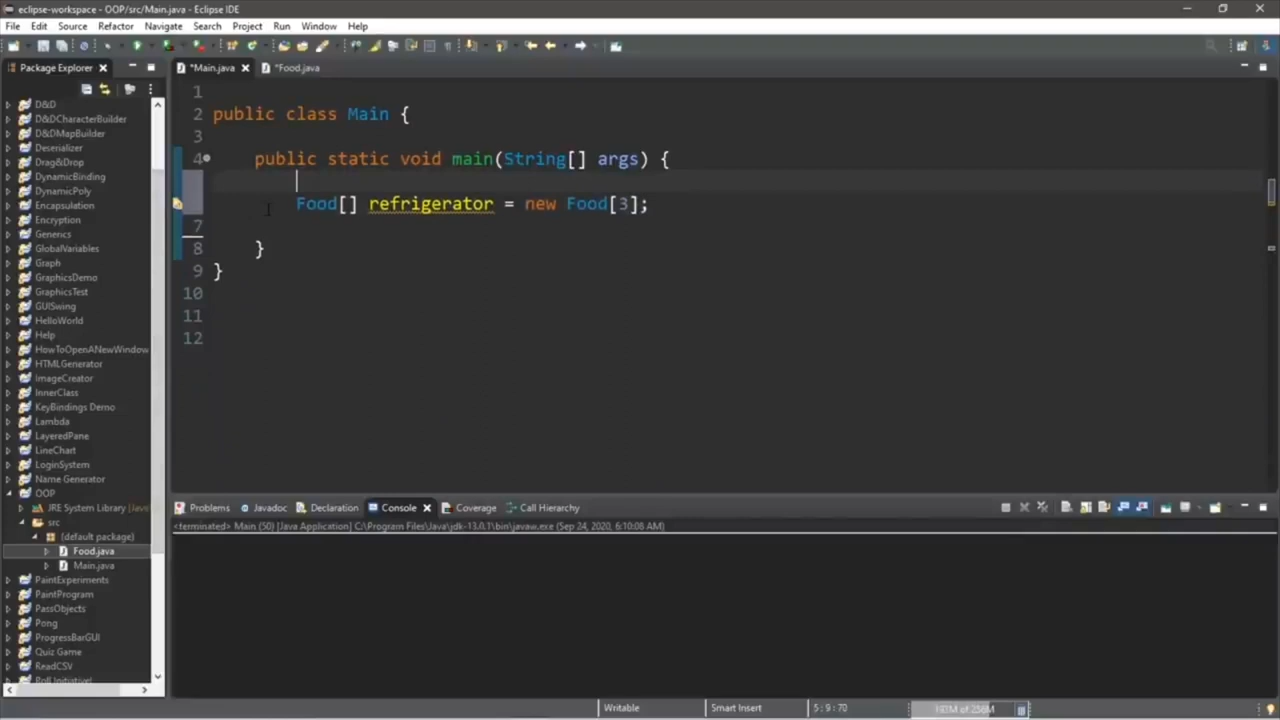 eclipse-workspace - OOP/src/Main.java - Eclipse IDE
File Edit Source Refactor Navigate Search Project Run Window Help
Package Explorer
*Main.java
*Food.java
D&D
D&DCharacterBuilder
D&DMapBuilder
Deserializer
Drag&Drop
DynamicBinding
DynamicPoly
Encapsulation
Encryption
Generics
GlobalVariables
Graph
GraphicsDemo
GraphicsTest
GUISwing
HelloWorld
Help
HowToOpenANewWindow
HTMLGenerator
ImageCreator
InnerClass
KeyBindings Demo
Lambda
LayeredPane
LineChart
LoginSystem
Name Generator
OOP
JRE System Library [Jav
src
(default package)
Food.java
Main.java
PaintExperiments
PaintProgram
PassObjects
Pong
ProgressBarGUI
Quiz Game
ReadCSV
1
2 public class Main {
3
4 public static void main(String[] args) {
Food[] refrigerator = new Food[3];
7
8 }
9 }
10
11
12
Problems Javadoc Declaration Console Coverage Call Hierarchy
<terminated> Main (50) [Java Application] C:\Program Files\Java\jdk-13.0.1\bin\javaw.exe (Sep 24, 2020, 6:10:08 AM)
Writable Smart Insert 5 : 9 : 70